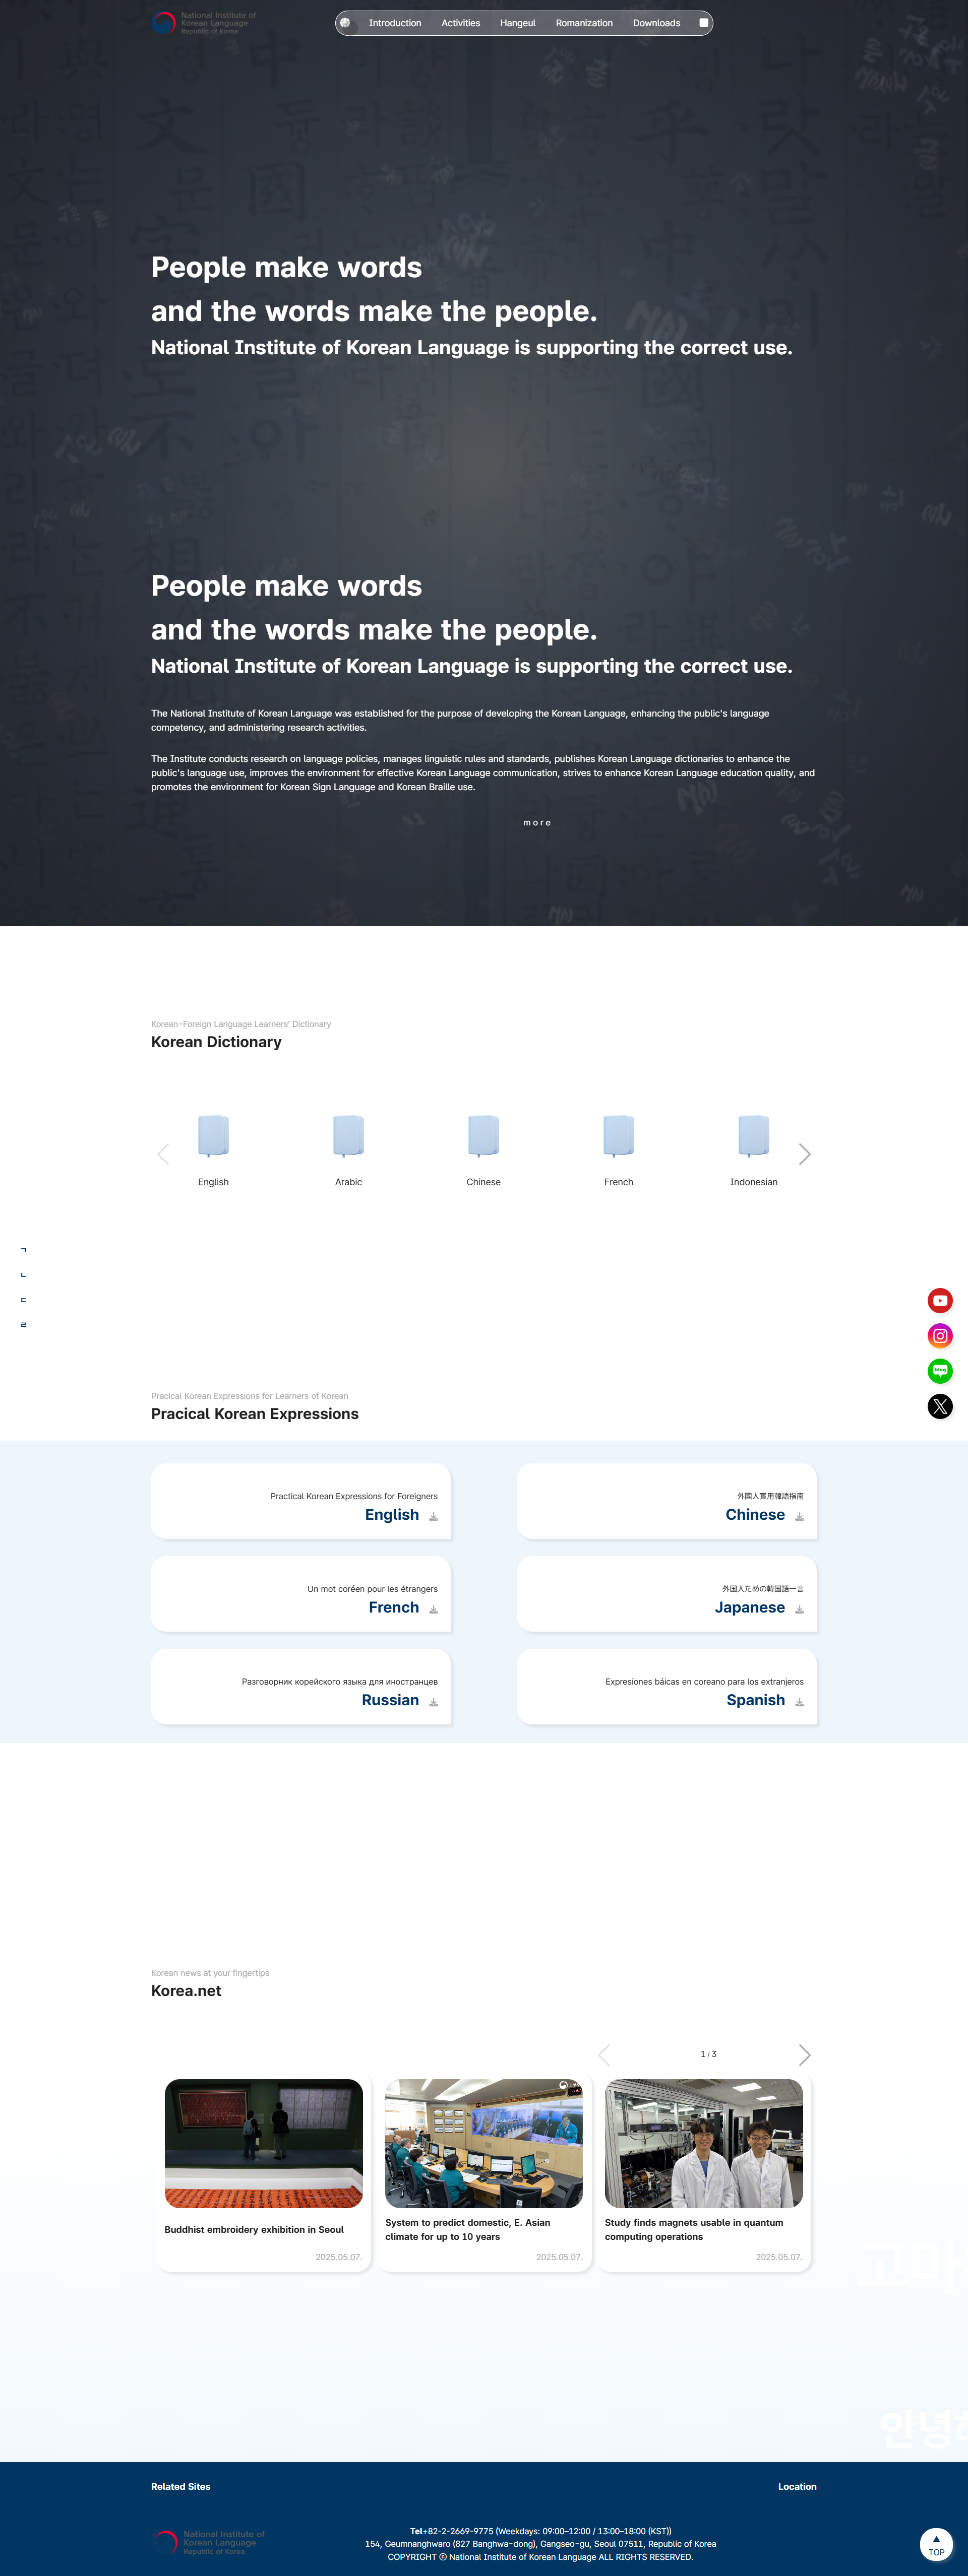 National Institute of
Korean Language
Republic of Korea
Introduction
Activities
Hangeul
Romanization
Downloads
People make words
and the words make the people.
National Institute of Korean Language is supporting the correct use.
People make words
and the words make the people.
National Institute of Korean Language is supporting the correct use.
The National Institute of Korean Language was established for the purpose of developing the Korean Language, enhancing the public's language
competency, and administering research activities.
The Institute conducts research on language policies, manages linguistic rules and standards, publishes Korean Language dictionaries to enhance the
public's language use, improves the environment for effective Korean Language communication, strives to enhance Korean Language education quality, and
promotes the environment for Korean Sign Language and Korean Braille use.
more
Korean-Foreign Language Learners' Dictionary
Korean Dictionary
English
Arabic
Chinese
French
Indonesian
ㄱ
ㄴ
ㄷ
ㄹ
blog
Pracical Korean Expressions for Learners of Korean
Pracical Korean Expressions
Practical Korean Expressions for Foreigners
English
外國人實用韓語指南
Chinese
Un mot coréen pour les étrangers
French
外国人ための韓国語一言
Japanese
Разговорник корейского языка для иностранцев
Russian
Expresiones báicas en coreano para los extranjeros
Spanish
Korean news at your fingertips
Korea.net
1 / 3
Buddhist embroidery exhibition in Seoul
2025.05.07.
System to predict domestic, E. Asian
climate for up to 10 years
2025.05.07.
Study finds magnets usable in quantum
computing operations
2025.05.07.
고마
안녕하
Related Sites
Location
National Institute of
Korean Language
Republic of Korea
Tel+82-2-2669-9775 (Weekdays: 09:00–12:00 / 13:00–18:00 (KST))
154, Geumnanghwaro (827 Banghwa-dong), Gangseo-gu, Seoul 07511, Republic of Korea
COPYRIGHT ⓒ National Institute of Korean Language ALL RIGHTS RESERVED.
TOP